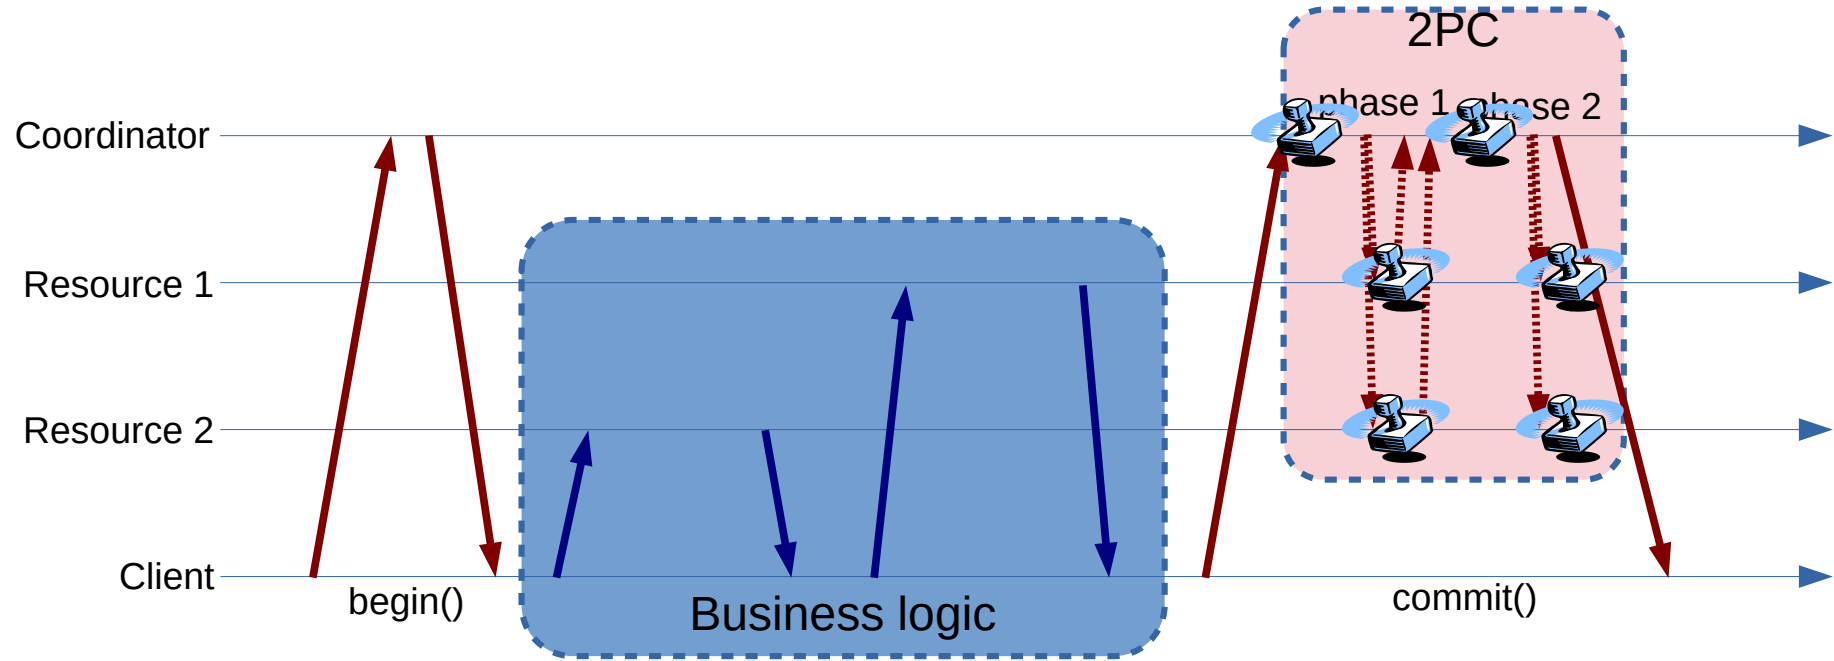 2PC
phase 1
phase 2
Coordinator
Resource 1
Resource 2
Client
begin()
Business logic
commit()